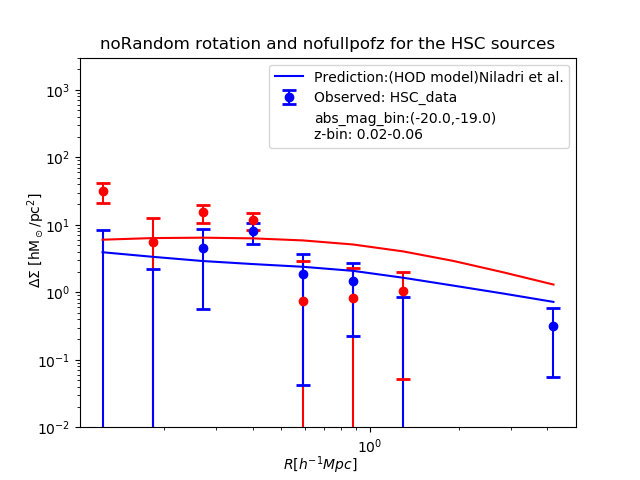 noRandom rotation and nofullpofz for the HSC sources
Prediction:(HOD model)Niladri et al.
Observed: HSC_data
abs_mag_bin:(-20.0,-19.0)
z-bin: 0.02-0.06
ΔΣ [hM⊙/pc²]
10³
10²
10¹
10⁰
10⁻¹
10⁻²
10⁰
R[h⁻¹Mpc]